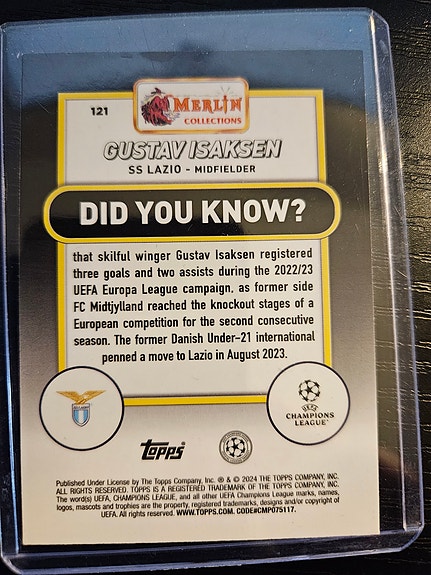 121
MERLIN
COLLECTIONS
GUSTAV ISAKSEN
SS LAZIO - MIDFIELDER
DID YOU KNOW?
that skilful winger Gustav Isaksen registered
three goals and two assists during the 2022/23
UEFA Europa League campaign, as former side
FC Midtjylland reached the knockout stages of a
European competition for the second consecutive
season. The former Danish Under-21 international
penned a move to Lazio in August 2023.
UEFA
CHAMPIONS
LEAGUE
TOPPS
Published Under License by The Topps Company, Inc. ® & © 2024 THE TOPPS COMPANY, INC.
ALL RIGHTS RESERVED. TOPPS IS A REGISTERED TRADEMARK OF THE TOPPS COMPANY, INC.
The word(s) UEFA, CHAMPIONS LEAGUE, and all other UEFA Champions League marks, names,
logos, mascots and trophies are the property, registered trademarks, designs and/or copyright of
UEFA. All rights reserved. WWW.TOPPS.COM. CODE#CMP075117.